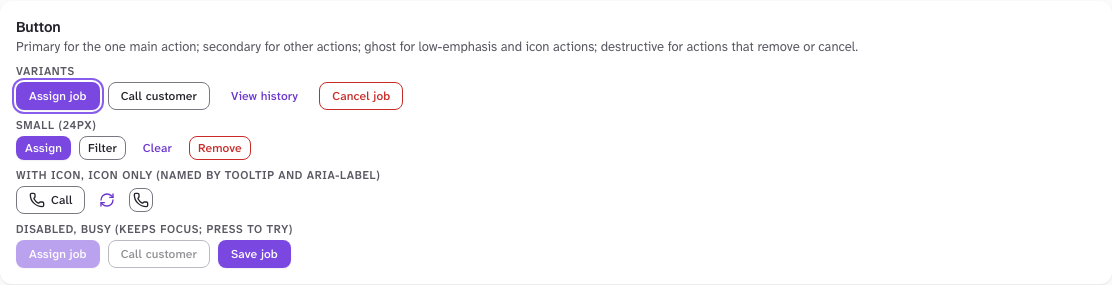 Button
Primary for the one main action; secondary for other actions; ghost for low-emphasis and icon actions; destructive for actions that remove or cancel.
VARIANTS
Assign job Call customer View history Cancel job
SMALL (24PX)
Assign Filter Clear Remove
WITH ICON, ICON ONLY (NAMED BY TOOLTIP AND ARIA-LABEL)
Call
DISABLED, BUSY (KEEPS FOCUS; PRESS TO TRY)
Assign job Call customer Save job